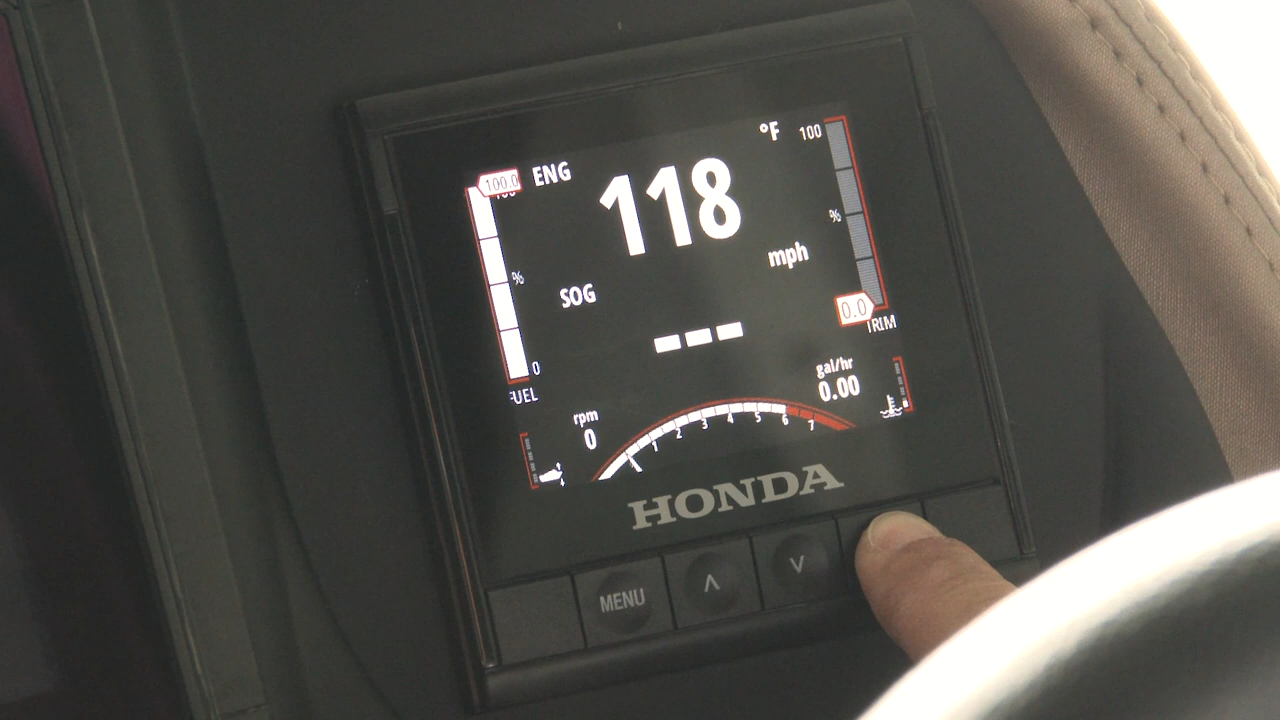 °F
100
100.0
ENG
118
%
mph
%
SOG
0.0
TRIM
---
0
FUEL
gal/hr
0.00
rpm
0
1 2 3 4 5 6 7
HONDA
MENU